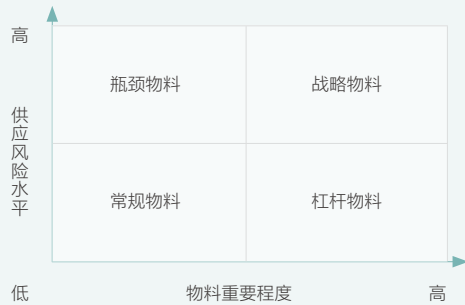 高
瓶颈物料
战略物料
供应风险水平
常规物料
杠杆物料
低
物料重要程度
高